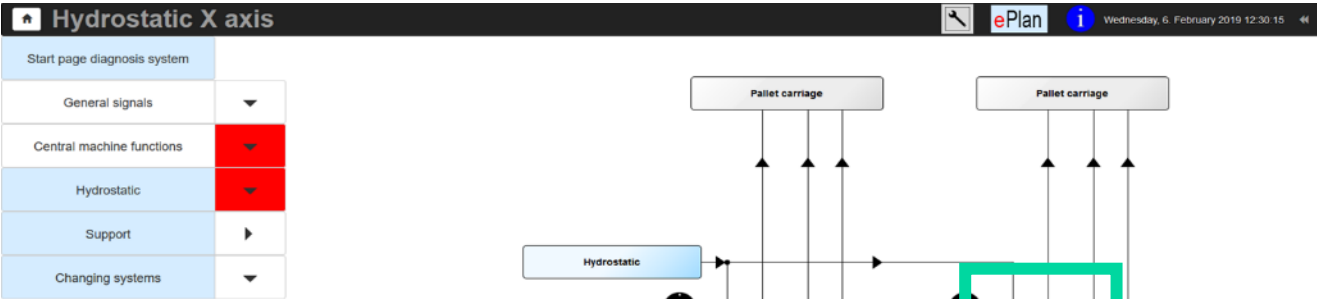 Hydrostatic X axis
ePlan
i
Wednesday, 6. February 2019 12:30:15
Start page diagnosis system
General signals
Central machine functions
Hydrostatic
Support
Changing systems
Pallet carriage
Pallet carriage
Hydrostatic